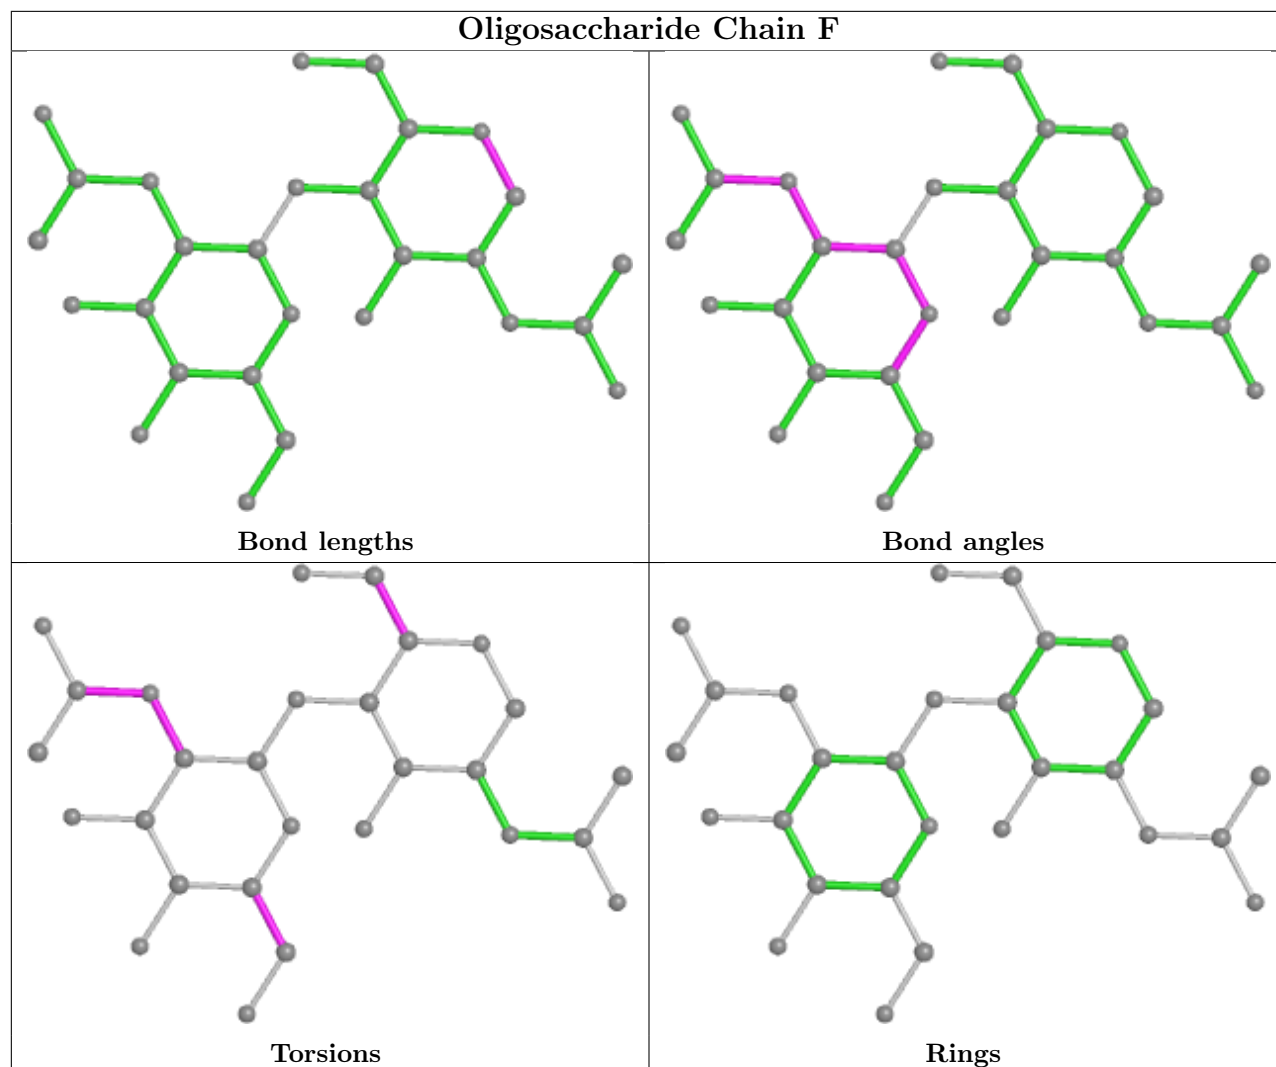 Oligosaccharide Chain F
Bond lengths
Bond angles
Torsions
Rings